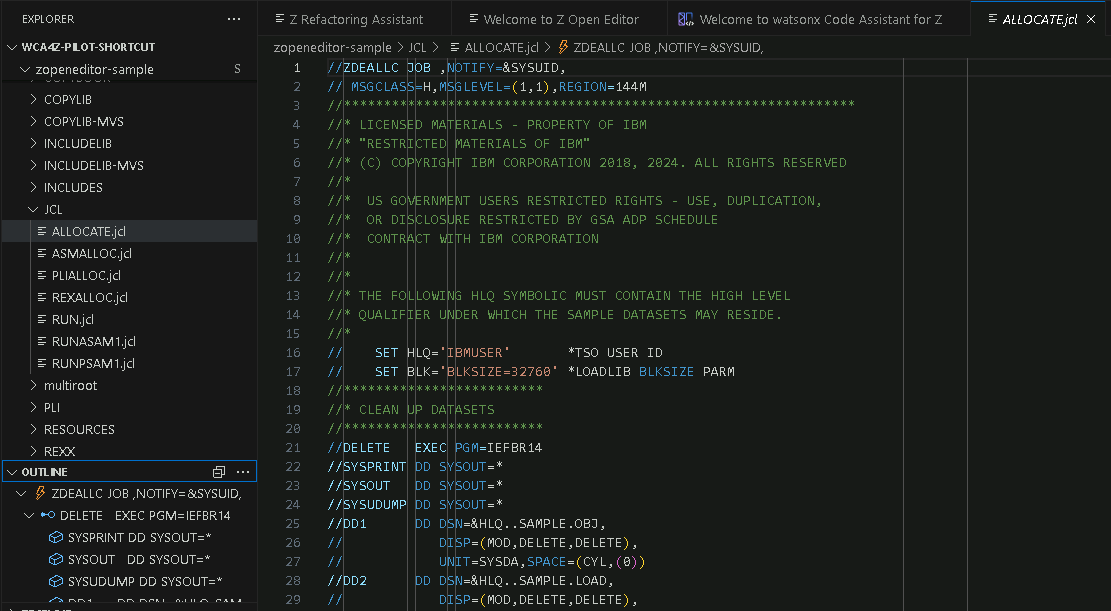 EXPLORER
WCA4Z-PILOT-SHORTCUT
zopeneditor-sample S
COPYLIB
COPYLIB-MVS
INCLUDELIB
INCLUDELIB-MVS
INCLUDES
JCL
ALLOCATE.jcl
ASMALLOC.jcl
PLIALLOC.jcl
REXALLOC.jcl
RUN.jcl
RUNASAM1.jcl
RUNPSAM1.jcl
multiroot
PLI
RESOURCES
REXX
OUTLINE
ZDEALLC JOB ,NOTIFY=&SYSUID,
DELETE EXEC PGM=IEFBR14
SYSPRINT DD SYSOUT=*
SYSOUT DD SYSOUT=*
SYSUDUMP DD SYSOUT=*
Z Refactoring Assistant
Welcome to Z Open Editor
Welcome to watsonx Code Assistant for Z
ALLOCATE.jcl
zopeneditor-sample > JCL > ALLOCATE.jcl > ZDEALLC JOB ,NOTIFY=&SYSUID,
1 //ZDEALLC JOB ,NOTIFY=&SYSUID,
2 // MSGCLASS=H,MSGLEVEL=(1,1),REGION=144M
3 //****************************************************************
4 //* LICENSED MATERIALS - PROPERTY OF IBM
5 //* "RESTRICTED MATERIALS OF IBM"
6 //* (C) COPYRIGHT IBM CORPORATION 2018, 2024. ALL RIGHTS RESERVED
7 //*
8 //*  US GOVERNMENT USERS RESTRICTED RIGHTS - USE, DUPLICATION,
9 //*  OR DISCLOSURE RESTRICTED BY GSA ADP SCHEDULE
10 //*  CONTRACT WITH IBM CORPORATION
11 //*
12 //*
13 //* THE FOLLOWING HLQ SYMBOLIC MUST CONTAIN THE HIGH LEVEL
14 //* QUALIFIER UNDER WHICH THE SAMPLE DATASETS MAY RESIDE.
15 //*
16 //    SET HLQ='IBMUSER'       *TSO USER ID
17 //    SET BLK='BLKSIZE=32760' *LOADLIB BLKSIZE PARM
18 //*************************
19 //* CLEAN UP DATASETS
20 //*************************
21 //DELETE   EXEC PGM=IEFBR14
22 //SYSPRINT DD SYSOUT=*
23 //SYSOUT   DD SYSOUT=*
24 //SYSUDUMP DD SYSOUT=*
25 //DD1      DD DSN=&HLQ..SAMPLE.OBJ,
26 //            DISP=(MOD,DELETE,DELETE),
27 //            UNIT=SYSDA,SPACE=(CYL,(0))
28 //DD2      DD DSN=&HLQ..SAMPLE.LOAD,
29 //            DISP=(MOD,DELETE,DELETE),